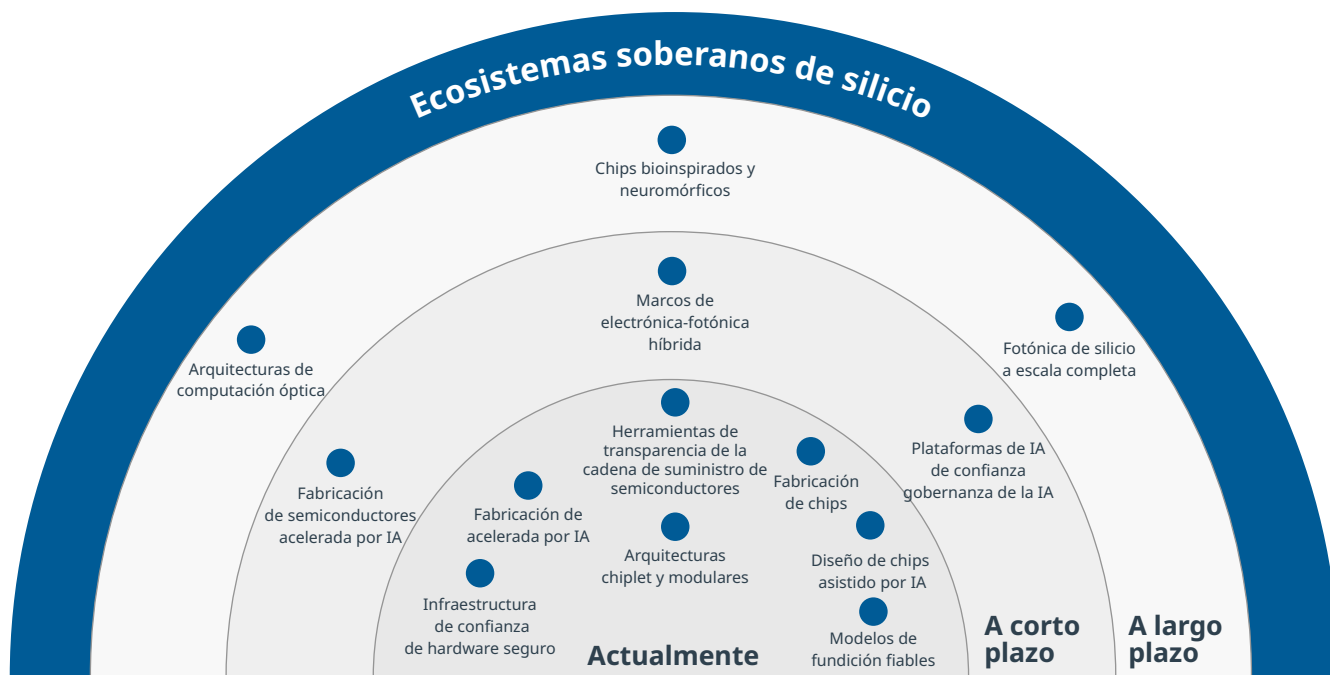 Ecosistemas soberanos de silicio
Chips bioinspirados y
neuromórficos
Marcos de
electrónica-fotónica
híbrida
Arquitecturas de
computación óptica
Fotónica de silicio
a escala completa
Fabricación
de semiconductores
acelerada por IA
Plataformas de IA
de confianza
gobernanza de la IA
Herramientas de
transparencia de la
cadena de suministro de
semiconductores
Fabricación
de chips
Fabricación de
acelerada por IA
Arquitecturas
chiplet y modulares
Diseño de chips
asistido por IA
Infraestructura
de confianza
de hardware seguro
Modelos de
fundición fiables
Actualmente
A corto
plazo
A largo
plazo